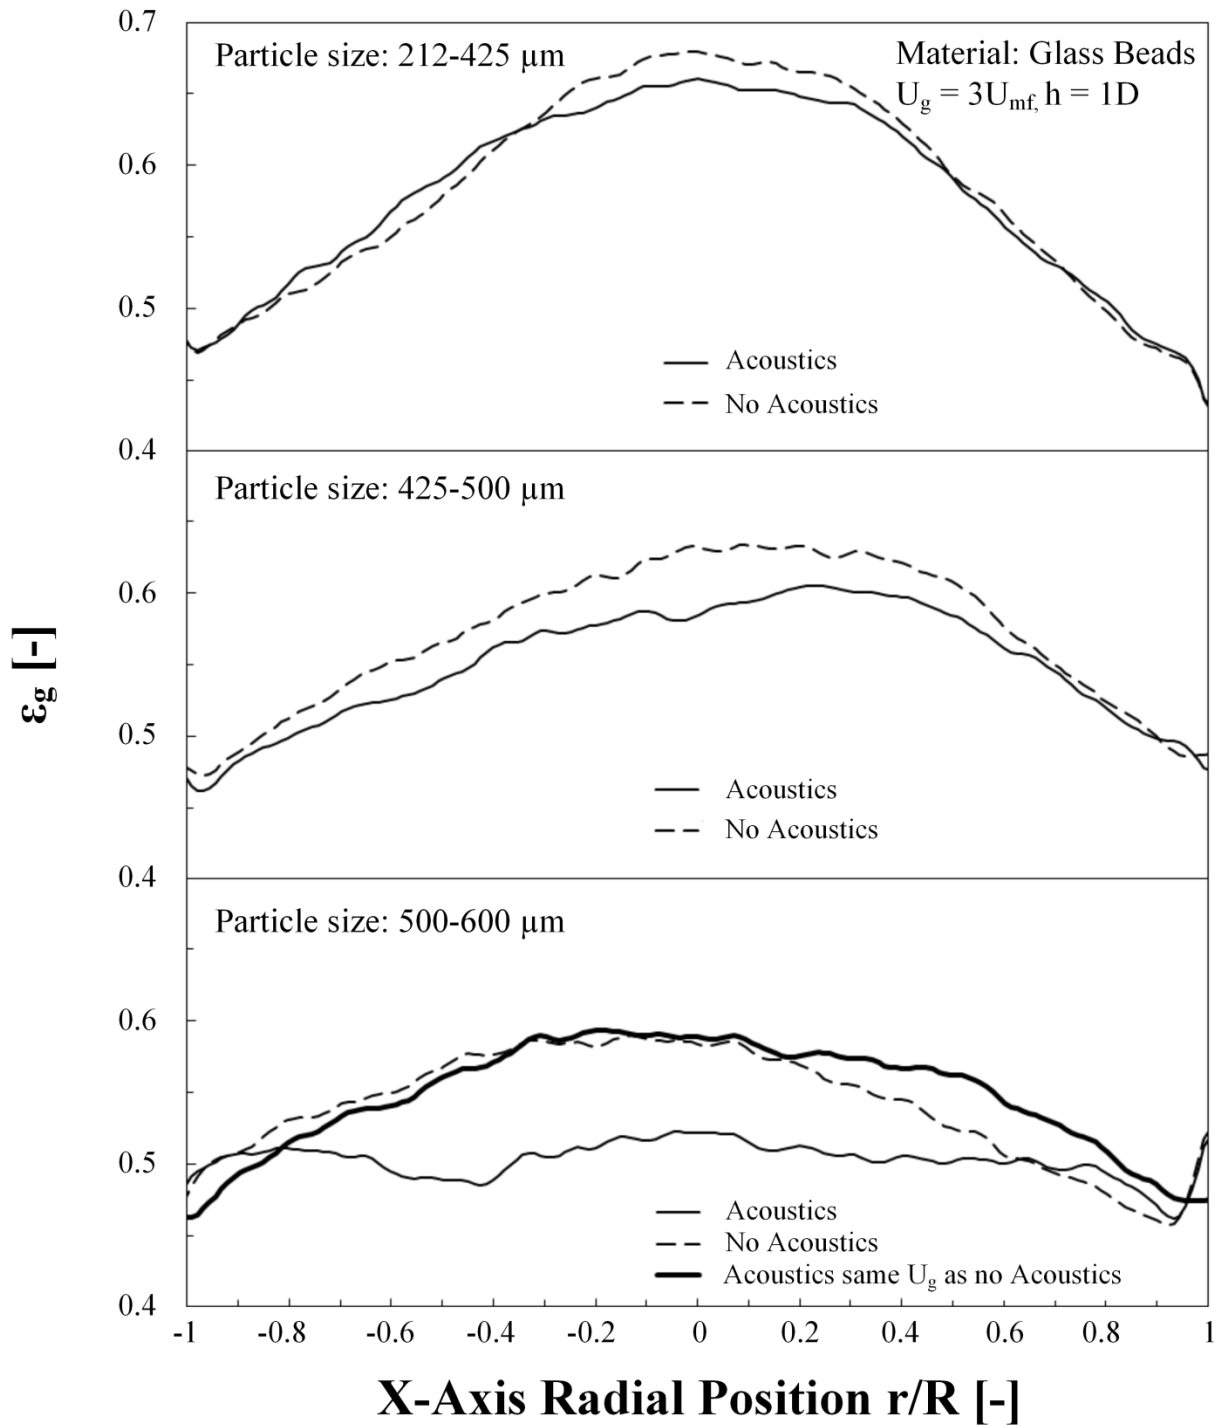 0.7
Particle size: 212-425 µm
Material: Glass Beads
U_g = 3U_mf, h = 1D
0.6
0.5
Acoustics
No Acoustics
0.4
Particle size: 425-500 µm
0.6
0.5
Acoustics
No Acoustics
0.4
Particle size: 500-600 µm
0.6
0.5
Acoustics
No Acoustics
Acoustics same U_g as no Acoustics
0.4
ε_g [-]
-1 -0.8 -0.6 -0.4 -0.2 0 0.2 0.4 0.6 0.8 1
X-Axis Radial Position r/R [-]